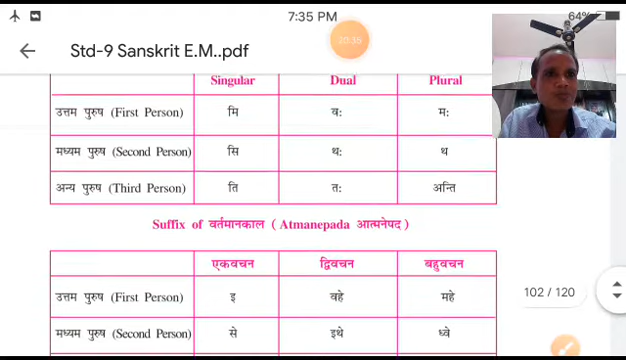 7:35 PM
64%
20:35
Std-9 Sanskrit E.M..pdf
Singular Dual Plural
उत्तम पुरुष (First Person) मि वः मः
मध्यम पुरुष (Second Person) सि थः थ
अन्य पुरुष (Third Person) ति तः अन्ति
Suffix of वर्तमानकाल ( Atmanepada आत्मनेपद )
एकवचन द्विवचन बहुवचन
उत्तम पुरुष (First Person) इ वहे महे
102 / 120
मध्यम पुरुष (Second Person) से इथे ध्वे